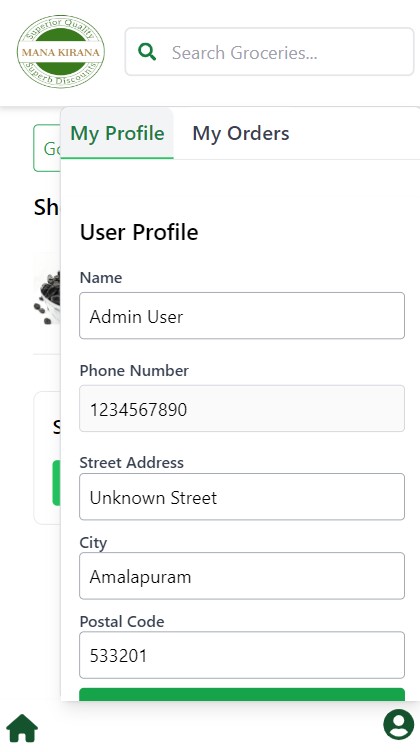 Superior Quality
MANA KIRANA
Superb Discounts
Search Groceries...
My Profile
My Orders
Go
Sh
User Profile
Name
Admin User
Phone Number
1234567890
S
Street Address
Unknown Street
City
Amalapuram
Postal Code
533201